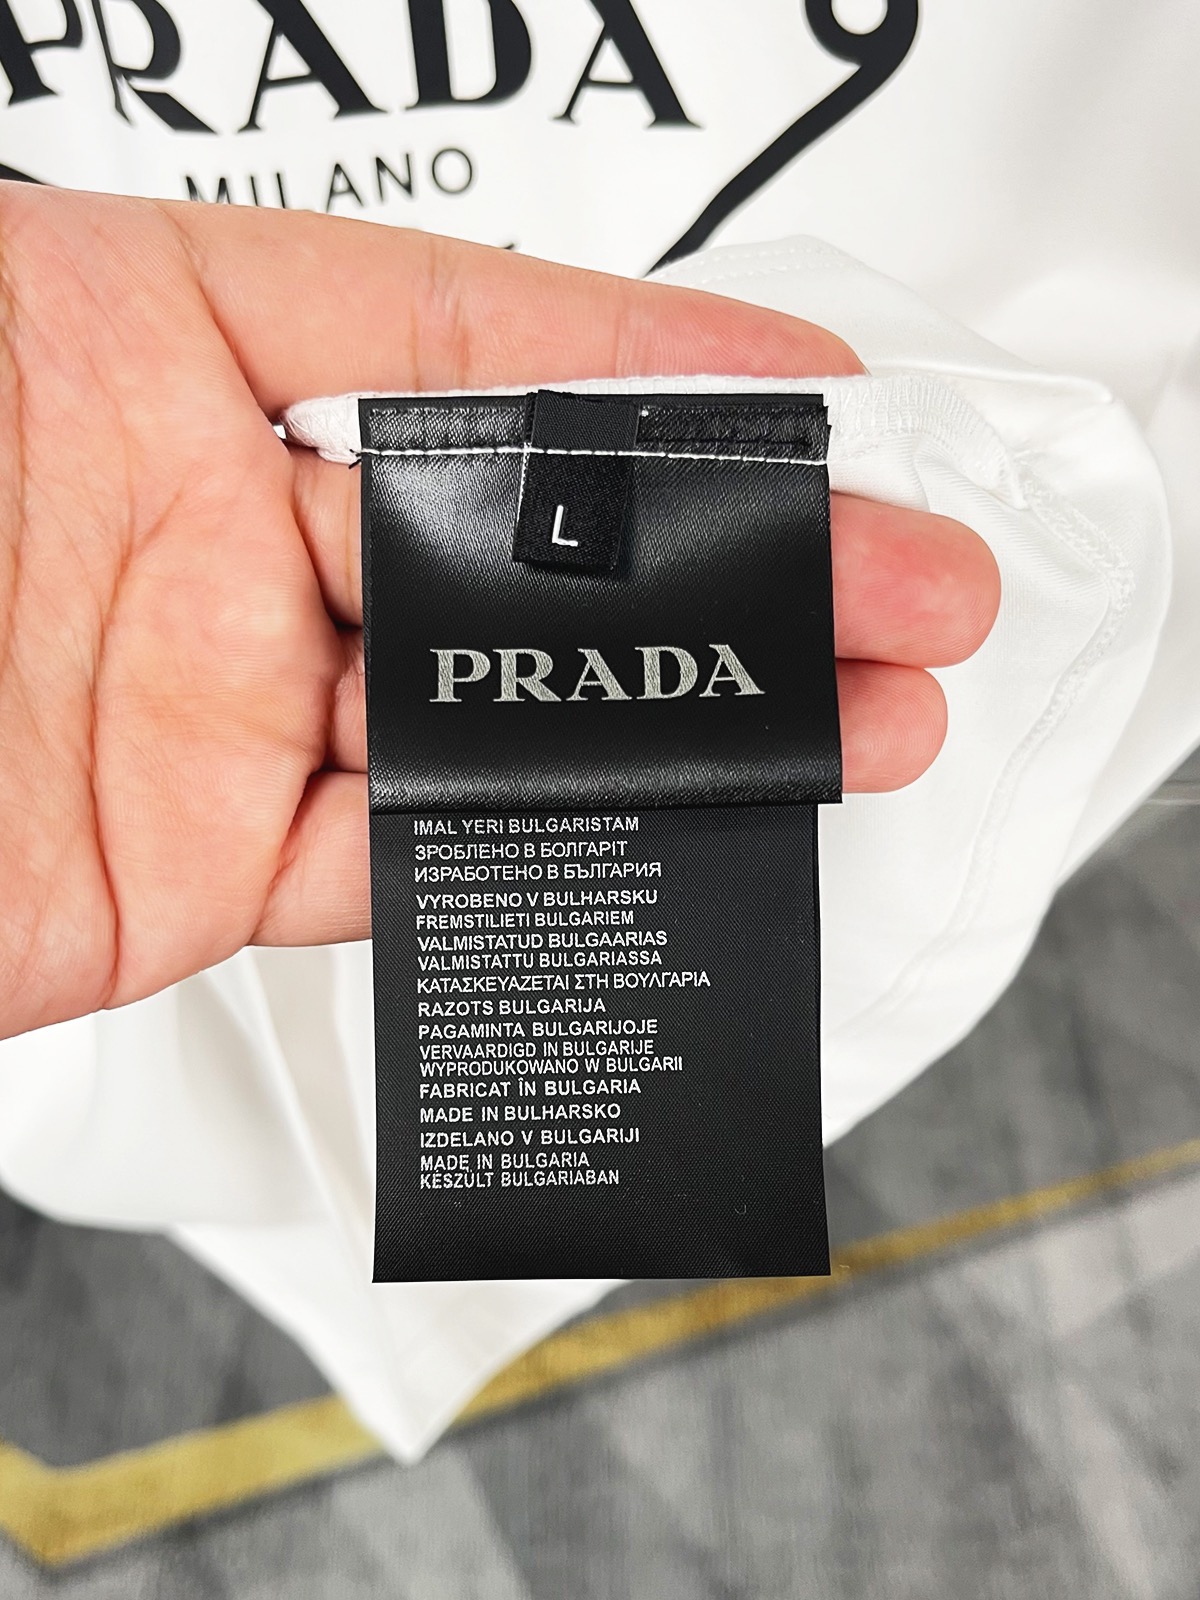 PRADA
MILANO
L
PRADA
IMAL YERI BULGARISTAM
ЗРОБЛЕНО В БОЛГАРІТ
ИЗРАБОТЕНО В БЪЛГАРИЯ
VYROBENO V BULHARSKU
FREMSTILIETI BULGARIEM
VALMISTATUD BULGAARIAS
VALMISTATTU BULGARIASSA
ΚΑΤΑΣΚΕΥΑΖΕΤΑΙ ΣΤΗ ΒΟΥΛΓΑΡΙΑ
RAZOTS BULGARIJA
PAGAMINTA BULGARIJOJE
VERVAARDIGD IN BULGARIJE
WYPRODUKOWANO W BULGARII
FABRICAT ÎN BULGARIA
MADE IN BULHARSKO
IZDELANO V BULGARIJI
MADE IN BULGARIA
KÉSZÜLT BULGARIABAN